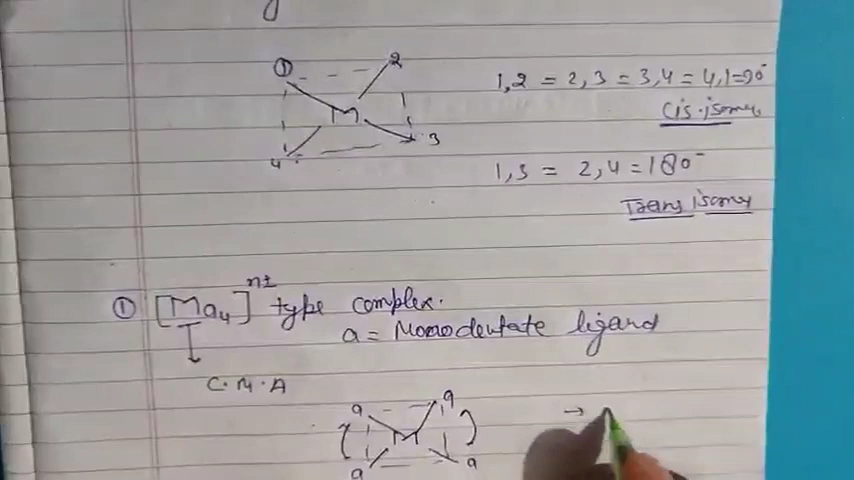 ① 2
M
4 3
1,2 = 2,3 = 3,4 = 4,1=90°
Cis-isomer
1,3 = 2,4 = 180°
Trans isomer
① [Ma₄]ⁿ± type complex.
a = Monodentate ligand
C.M.A
a a
M
a a
→